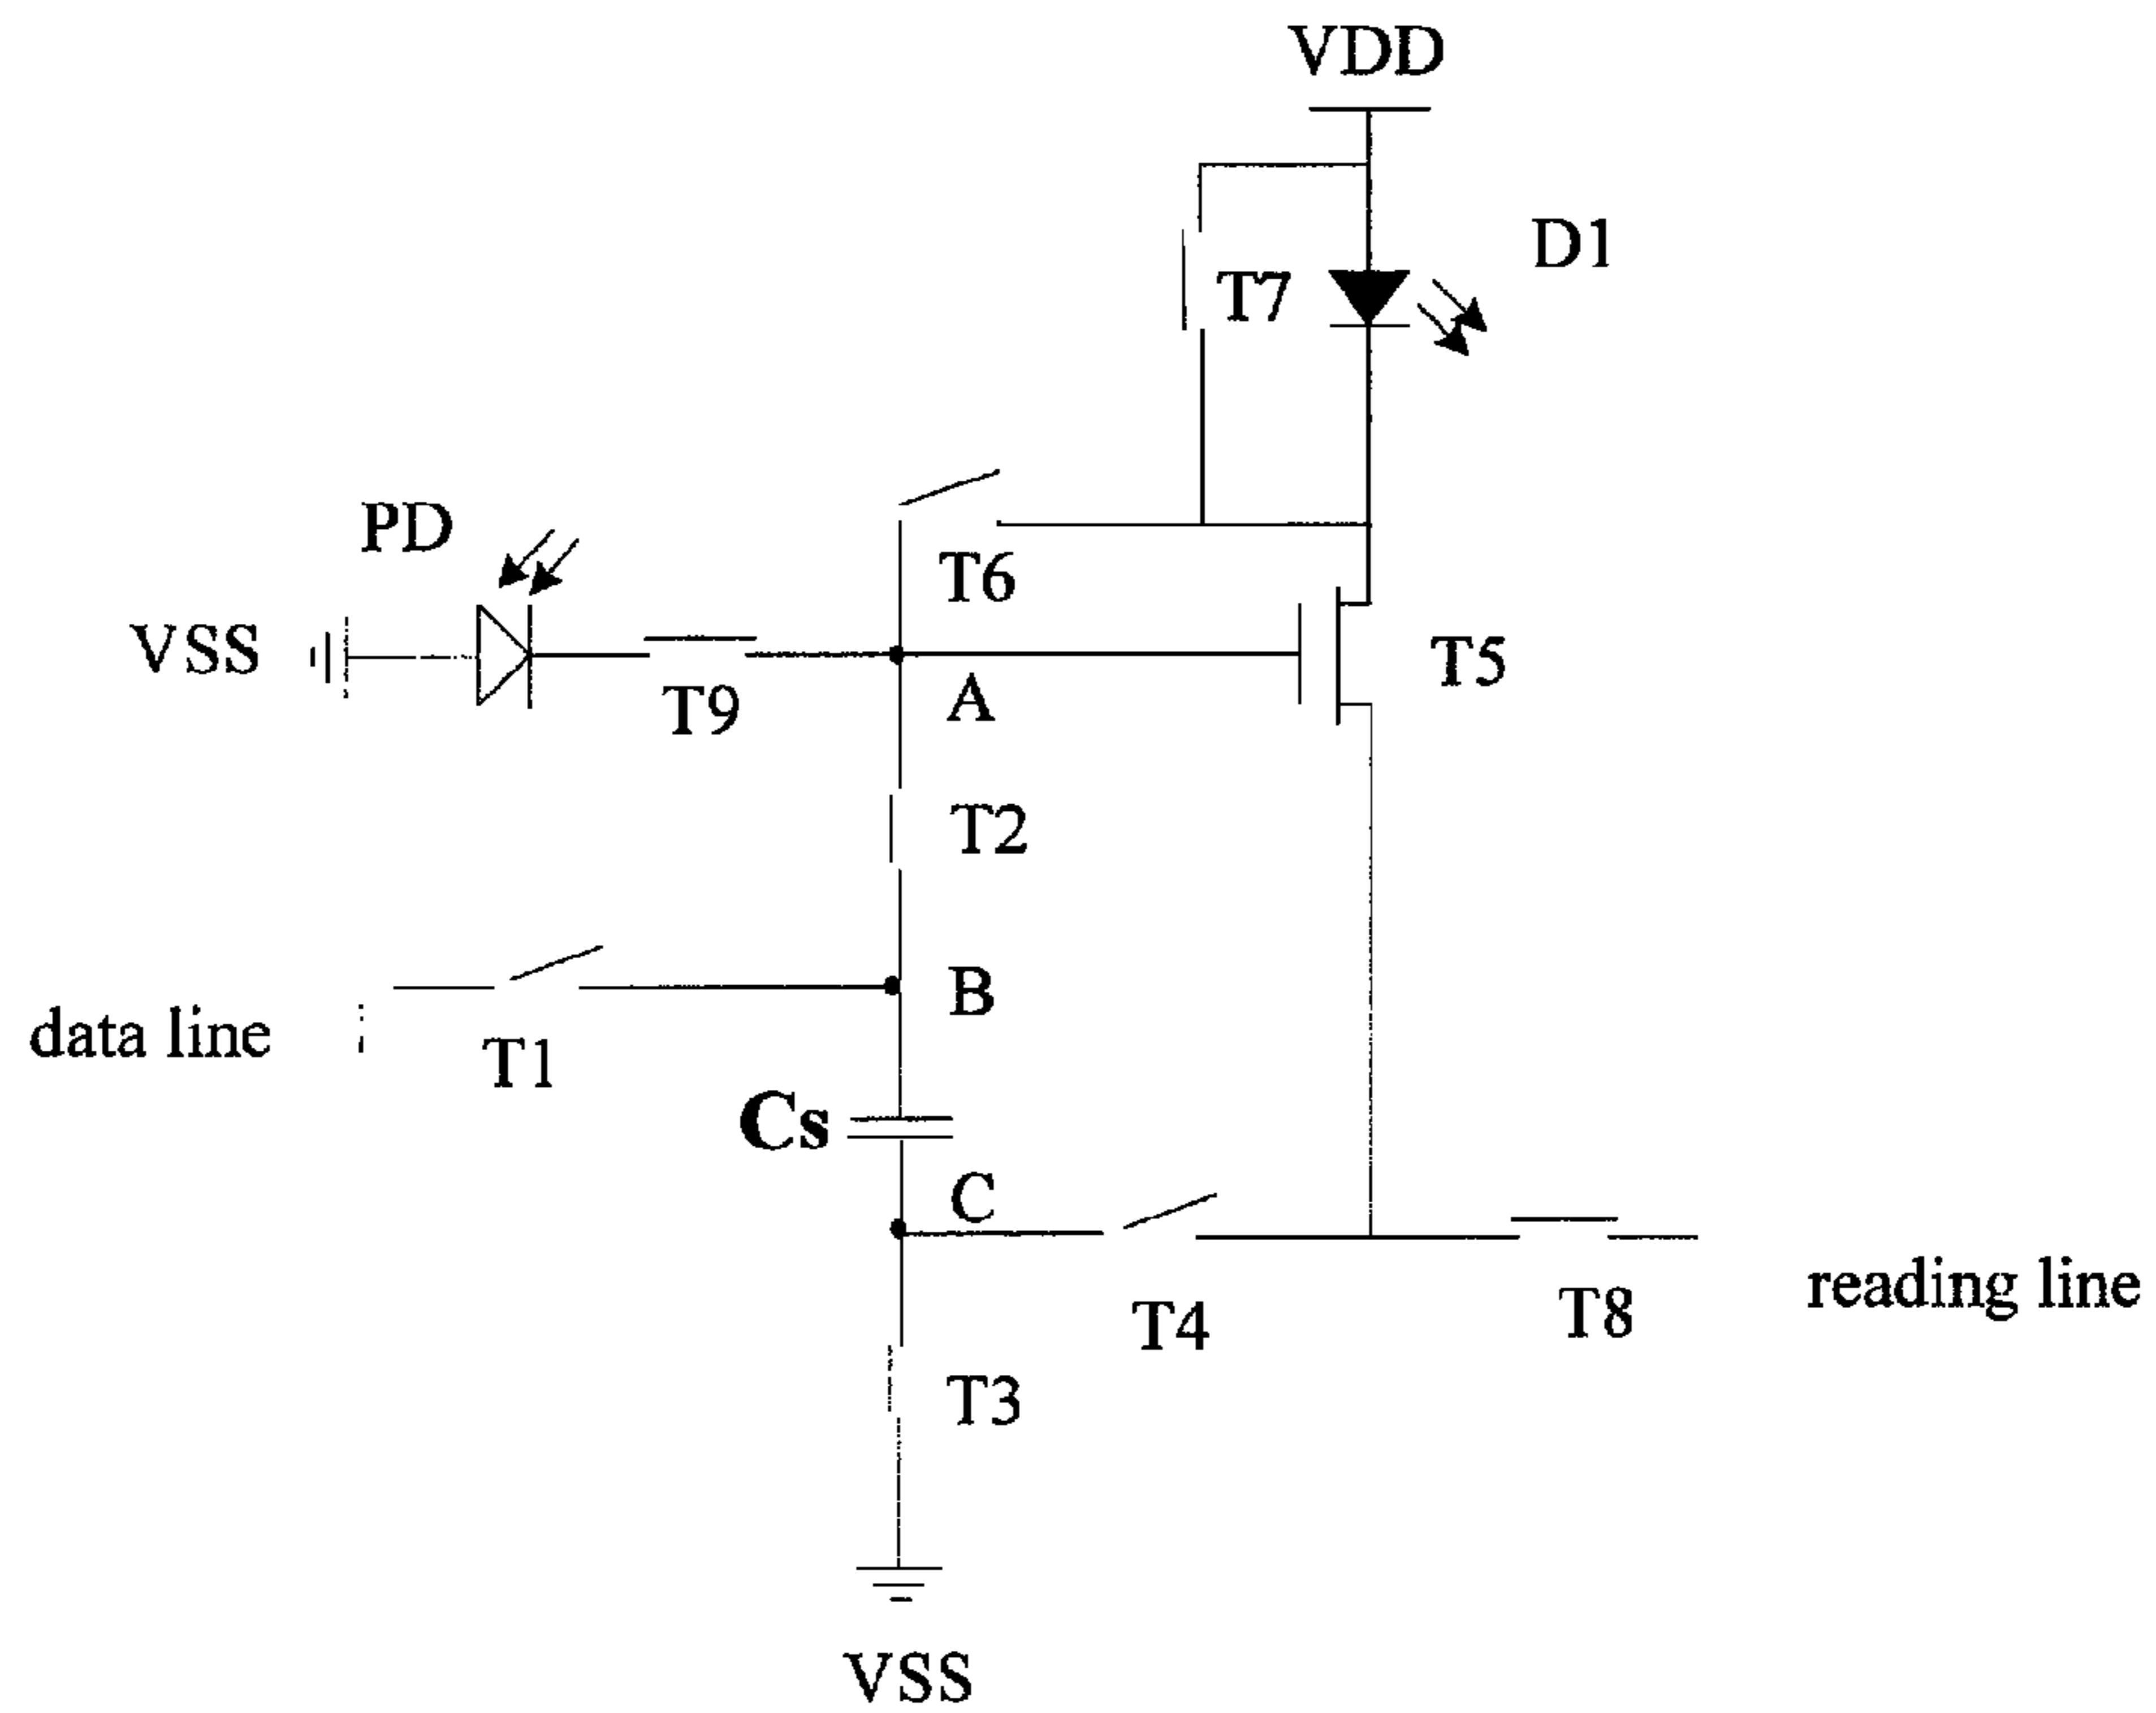 VDD
D1
T7
PD
T6
VSS
T5
T9
A
T2
B
data line
T1
Cs
C
reading line
T4
T8
T3
VSS